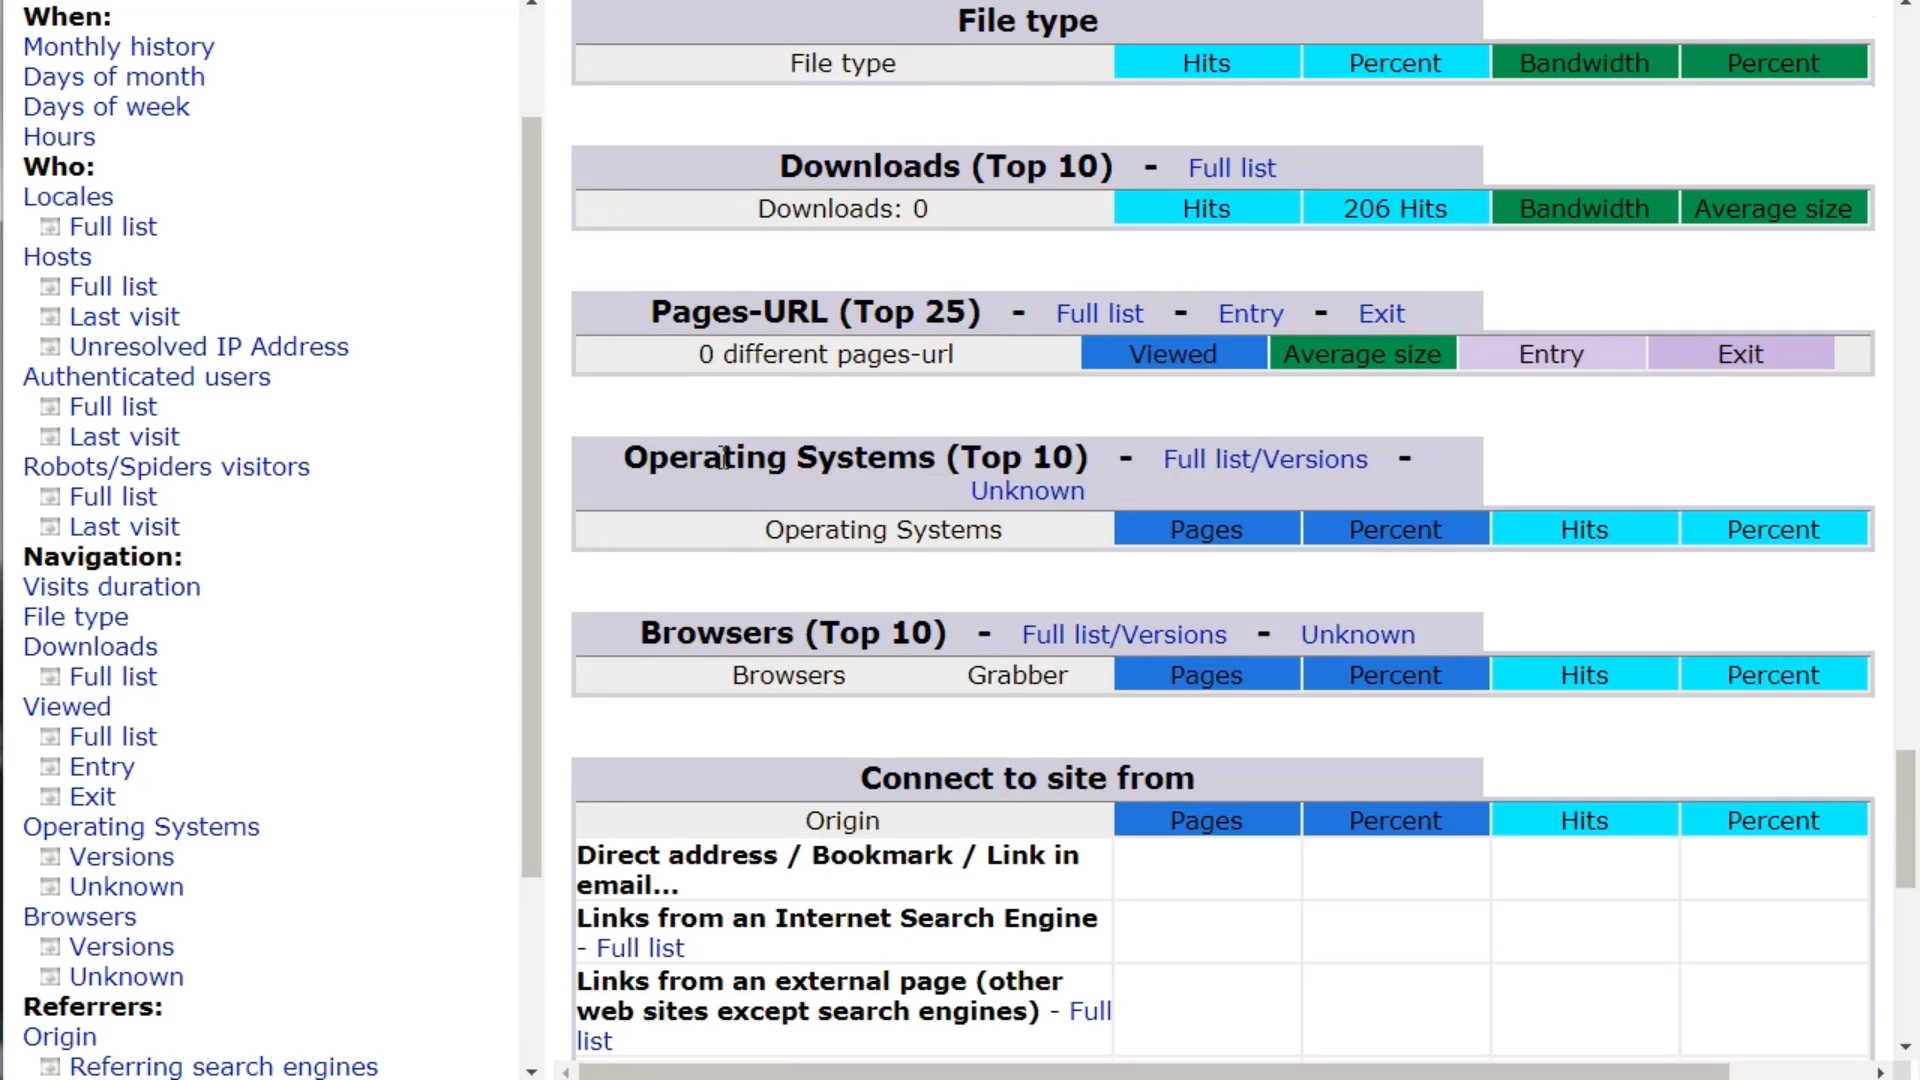 When:
Monthly history
Days of month
Days of week
Hours
Who:
Locales
Full list
Hosts
Full list
Last visit
Unresolved IP Address
Authenticated users
Full list
Last visit
Robots/Spiders visitors
Full list
Last visit
Navigation:
Visits duration
File type
Downloads
Full list
Viewed
Full list
Entry
Exit
Operating Systems
Versions
Unknown
Browsers
Versions
Unknown
Referrers:
Origin
Referring search engines
File type
File type Hits Percent Bandwidth Percent
Downloads (Top 10) - Full list
Downloads: 0 Hits 206 Hits Bandwidth Average size
Pages-URL (Top 25) - Full list - Entry - Exit
0 different pages-url Viewed Average size Entry Exit
Operating Systems (Top 10) - Full list/Versions -
Unknown
Operating Systems Pages Percent Hits Percent
Browsers (Top 10) - Full list/Versions - Unknown
Browsers Grabber Pages Percent Hits Percent
Connect to site from
Origin Pages Percent Hits Percent
Direct address / Bookmark / Link in
email...
Links from an Internet Search Engine
- Full list
Links from an external page (other
web sites except search engines) - Full
list